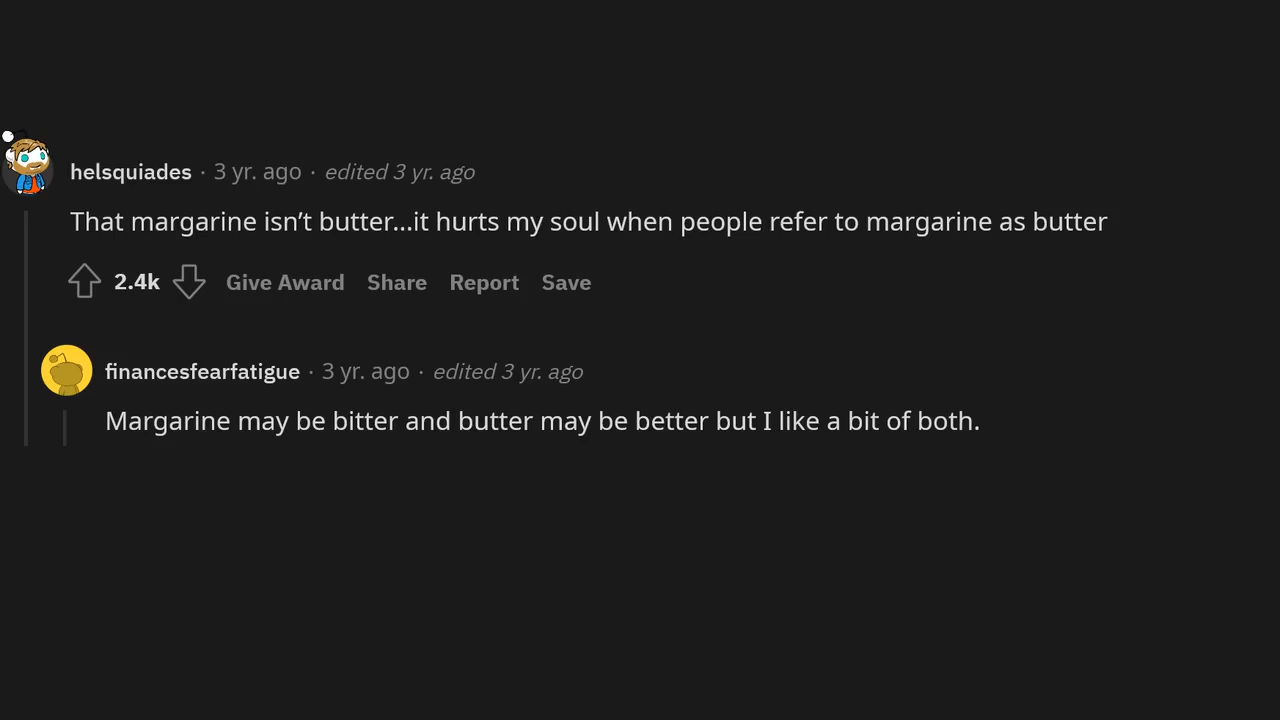 helsquiades · 3 yr. ago · edited 3 yr. ago
That margarine isn’t butter...it hurts my soul when people refer to margarine as butter
2.4k Give Award Share Report Save
financesfearfatigue · 3 yr. ago · edited 3 yr. ago
Margarine may be bitter and butter may be better but I like a bit of both.